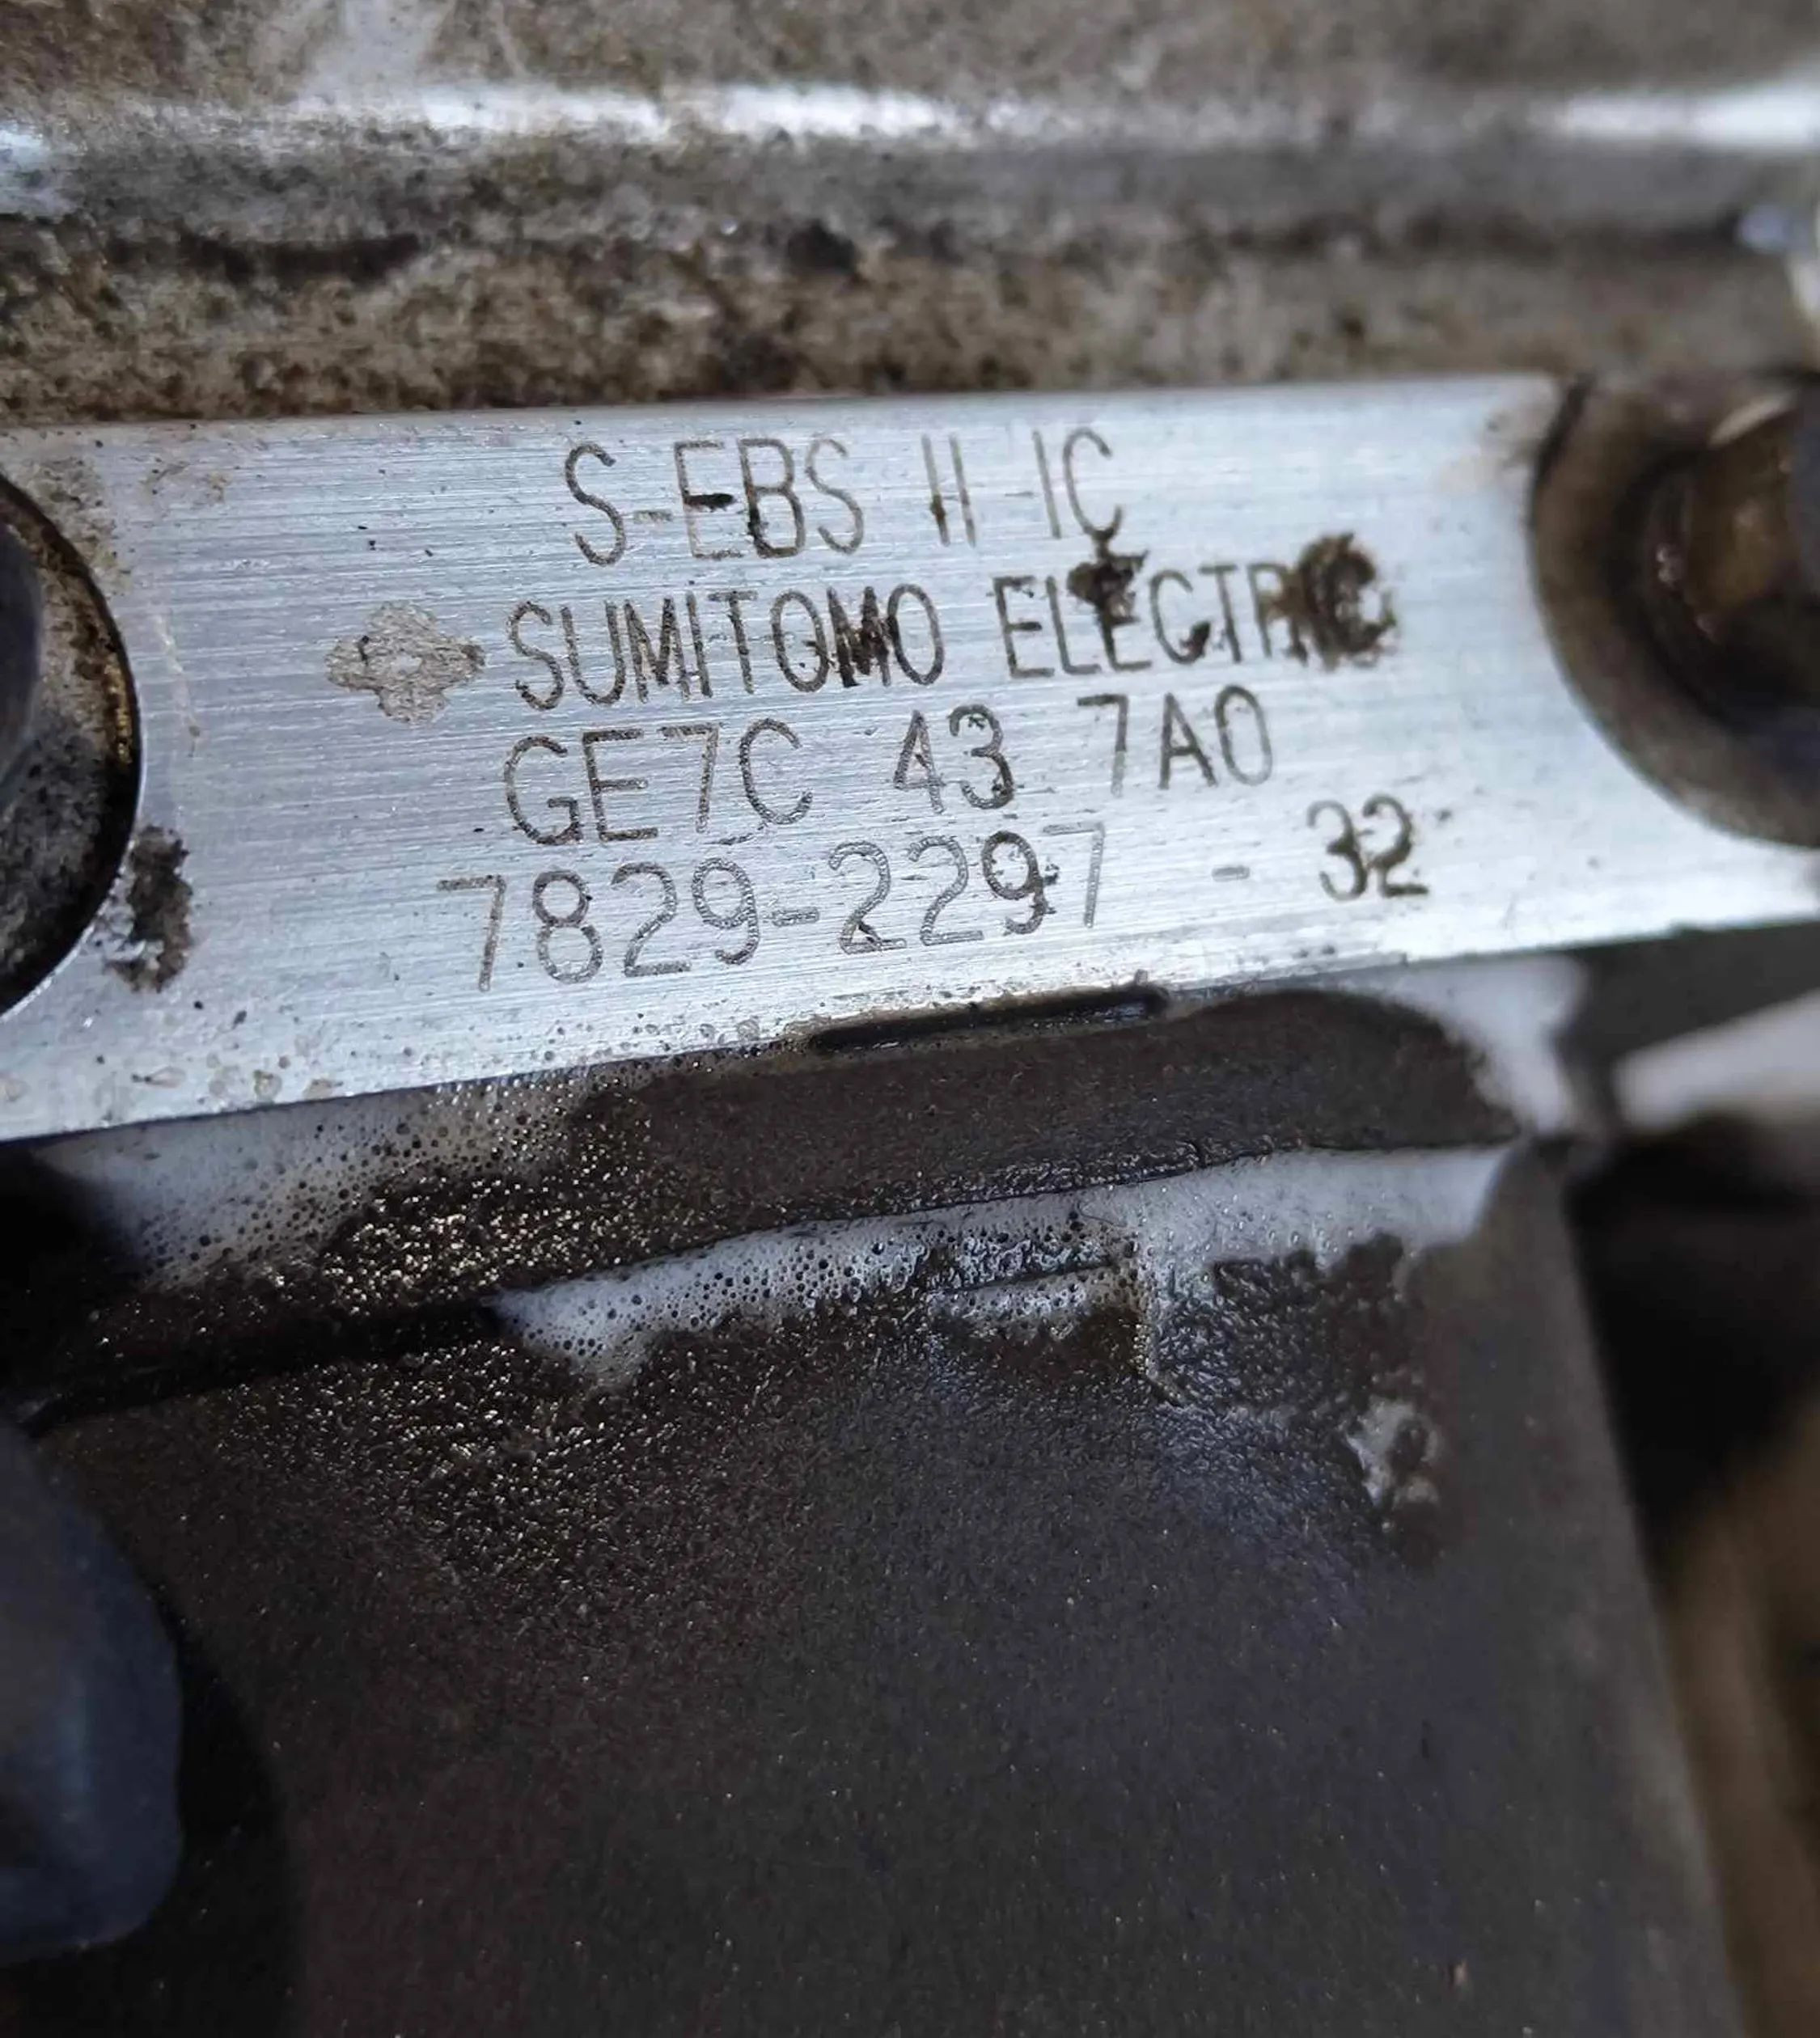 S-EBS II IC
SUMITOMO ELECTRIC
GE7C 43 7A0
7829-2297 - 32